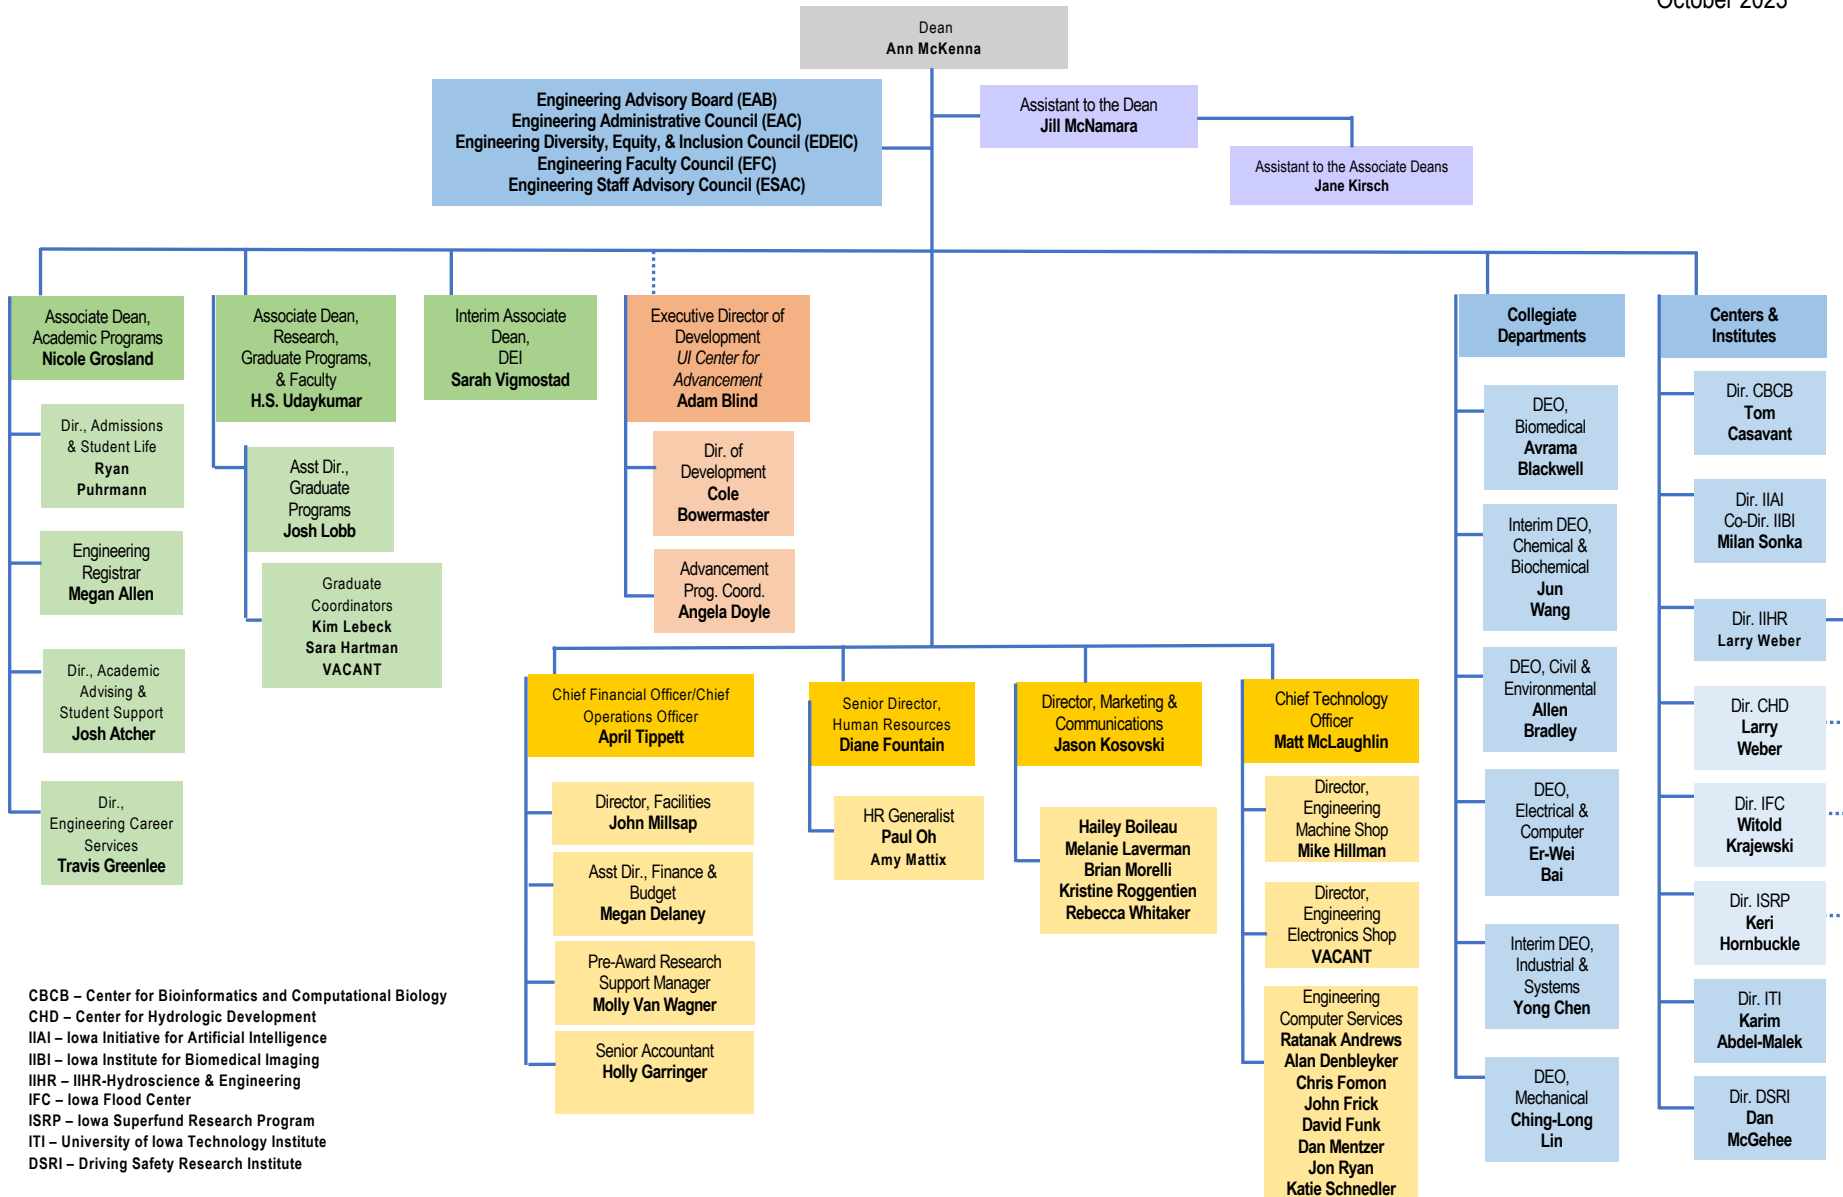 October 2023
Dean
Ann McKenna
Engineering Advisory Board (EAB)
Engineering Administrative Council (EAC)
Engineering Diversity, Equity, & Inclusion Council (EDEIC)
Engineering Faculty Council (EFC)
Engineering Staff Advisory Council (ESAC)
Assistant to the Dean
Jill McNamara
Assistant to the Associate Deans
Jane Kirsch
Associate Dean,
Academic Programs
Nicole Grosland
Dir., Admissions
& Student Life
Ryan
Puhrmann
Engineering
Registrar
Megan Allen
Dir., Academic
Advising &
Student Support
Josh Atcher
Dir.,
Engineering Career
Services
Travis Greenlee
Associate Dean,
Research,
Graduate Programs,
& Faculty
H.S. Udaykumar
Asst Dir.,
Graduate
Programs
Josh Lobb
Graduate
Coordinators
Kim Lebeck
Sara Hartman
VACANT
Interim Associate
Dean,
DEI
Sarah Vigmostad
Executive Director of
Development
UI Center for
Advancement
Adam Blind
Dir. of
Development
Cole
Bowermaster
Advancement
Prog. Coord.
Angela Doyle
Chief Financial Officer/Chief
Operations Officer
April Tippett
Director, Facilities
John Millsap
Asst Dir., Finance &
Budget
Megan Delaney
Pre-Award Research
Support Manager
Molly Van Wagner
Senior Accountant
Holly Garringer
Senior Director,
Human Resources
Diane Fountain
HR Generalist
Paul Oh
Amy Mattix
Director, Marketing &
Communications
Jason Kosovski
Hailey Boileau
Melanie Laverman
Brian Morelli
Kristine Roggentien
Rebecca Whitaker
Chief Technology
Officer
Matt McLaughlin
Director,
Engineering
Machine Shop
Mike Hillman
Director,
Engineering
Electronics Shop
VACANT
Engineering
Computer Services
Ratanak Andrews
Alan Denbleyker
Chris Fomon
John Frick
David Funk
Dan Mentzer
Jon Ryan
Katie Schnedler
Collegiate
Departments
DEO,
Biomedical
Avrama
Blackwell
Interim DEO,
Chemical &
Biochemical
Jun
Wang
DEO, Civil &
Environmental
Allen
Bradley
DEO,
Electrical &
Computer
Er-Wei
Bai
Interim DEO,
Industrial &
Systems
Yong Chen
DEO,
Mechanical
Ching-Long
Lin
Centers &
Institutes
Dir. CBCB
Tom
Casavant
Dir. IIAI
Co-Dir. IIBI
Milan Sonka
Dir. IIHR
Larry Weber
Dir. CHD
Larry
Weber
Dir. IFC
Witold
Krajewski
Dir. ISRP
Keri
Hornbuckle
Dir. ITI
Karim
Abdel-Malek
Dir. DSRI
Dan
McGehee
CBCB – Center for Bioinformatics and Computational Biology
CHD – Center for Hydrologic Development
IIAI – Iowa Initiative for Artificial Intelligence
IIBI – Iowa Institute for Biomedical Imaging
IIHR – IIHR-Hydroscience & Engineering
IFC – Iowa Flood Center
ISRP – Iowa Superfund Research Program
ITI – University of Iowa Technology Institute
DSRI – Driving Safety Research Institute